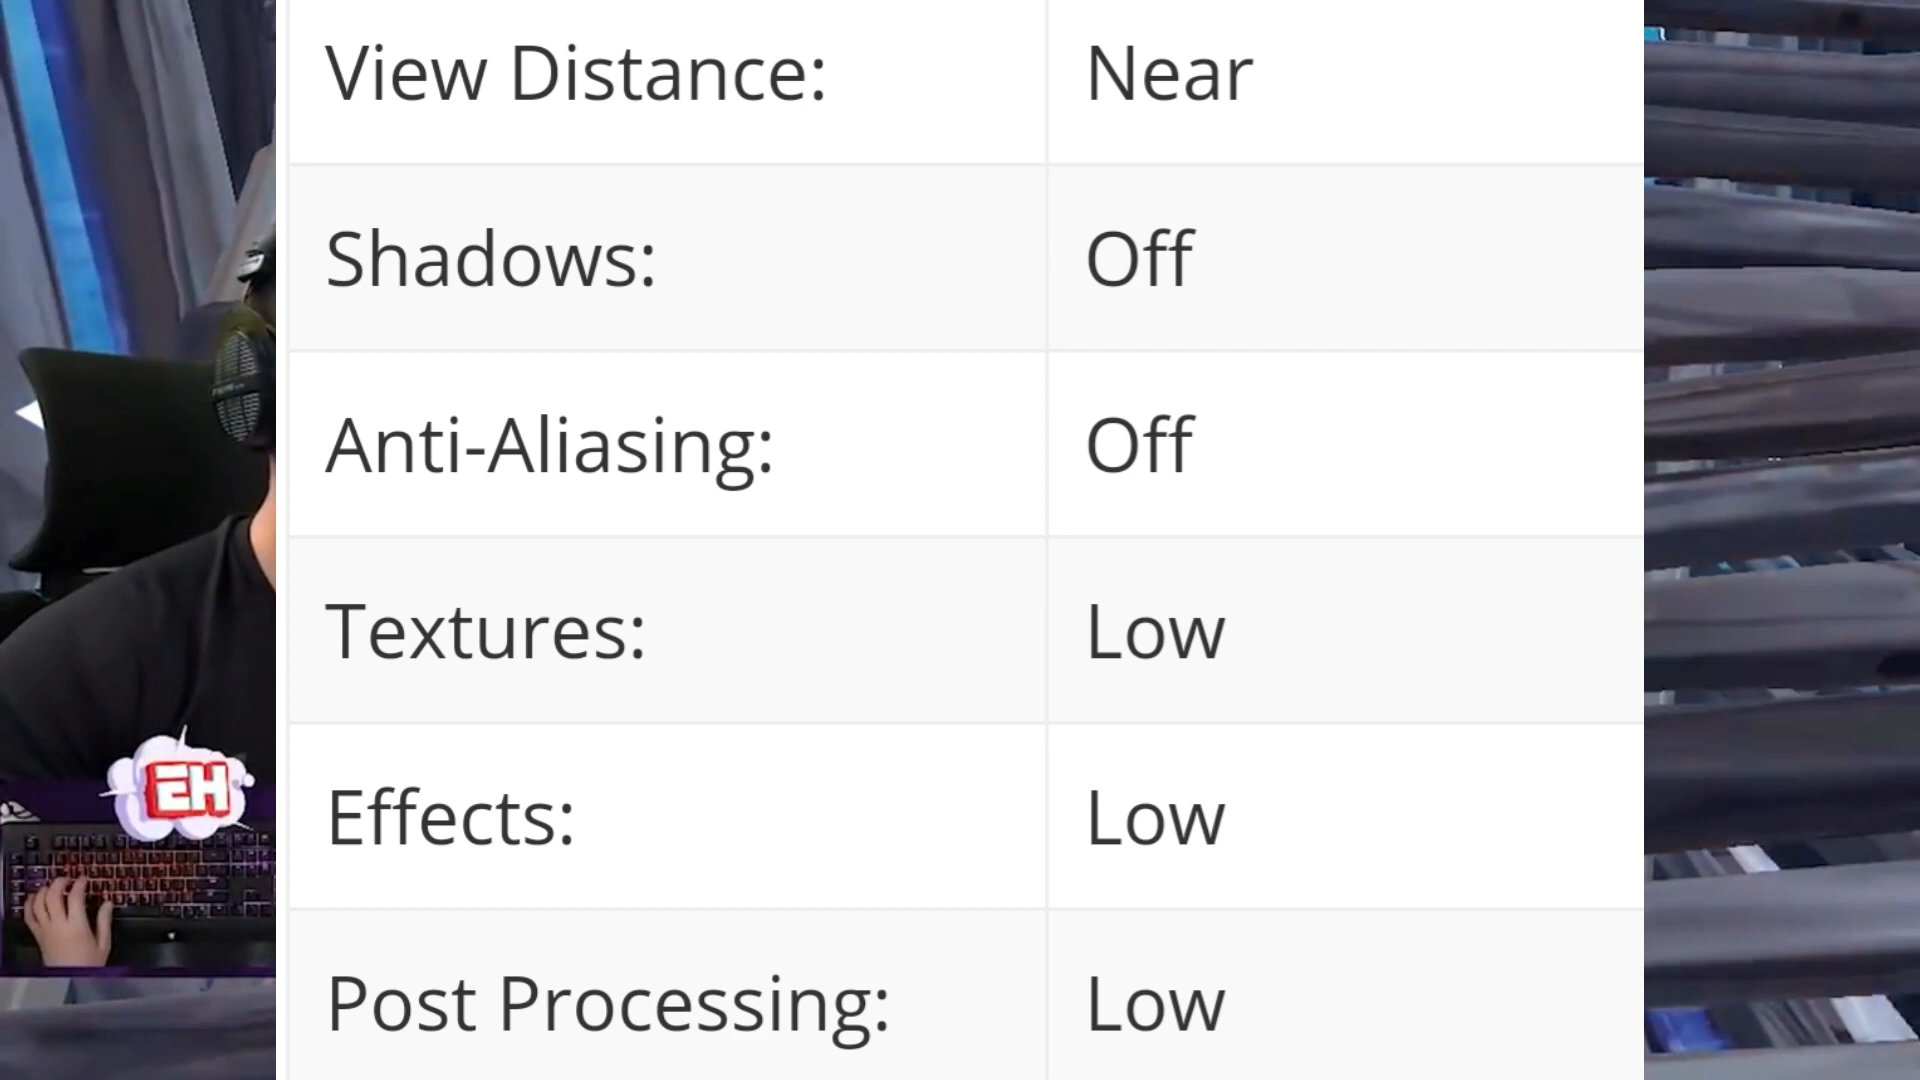 View Distance: Near
Shadows: Off
Anti-Aliasing: Off
Textures: Low
Effects: Low
EH
Post Processing: Low